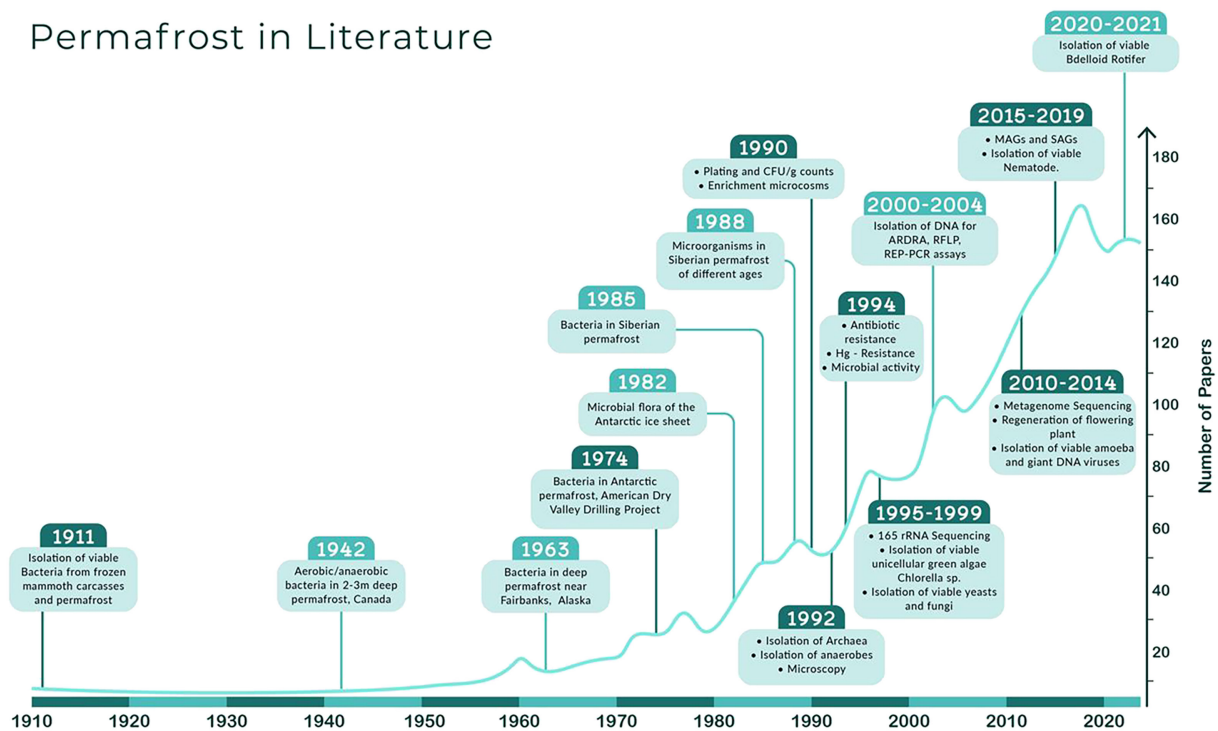 Permafrost in Literature
2020-2021
Isolation of viable
Bdelloid Rotifer
2015-2019
• MAGs and SAGs
• Isolation of viable
Nematode.
1990
• Plating and CFU/g counts
• Enrichment microcosms
2000-2004
Isolation of DNA for
ARDRA, RFLP,
REP-PCR assays
1988
Microorganisms in
Siberian permafrost
of different ages
1985
Bacteria in Siberian
permafrost
1994
• Antibiotic
resistance
• Hg - Resistance
• Microbial activity
1982
Microbial flora of the
Antarctic ice sheet
2010-2014
• Metagenome Sequencing
• Regeneration of flowering
plant
• Isolation of viable amoeba
and giant DNA viruses
1974
Bacteria in Antarctic
permafrost, American Dry
Valley Drilling Project
1995-1999
• 165 rRNA Sequencing
• Isolation of viable
unicellular green algae
Chlorella sp.
• Isolation of viable yeasts
and fungi
1911
Isolation of viable
Bacteria from frozen
mammoth carcasses
and permafrost
1942
Aerobic/anaerobic
bacteria in 2-3m deep
permafrost, Canada
1963
Bacteria in deep
permafrost near
Fairbanks, Alaska
1992
• Isolation of Archaea
• Isolation of anaerobes
• Microscopy
180
160
140
120
100
80
60
40
20
Number of Papers
1910 1920 1930 1940 1950 1960 1970 1980 1990 2000 2010 2020